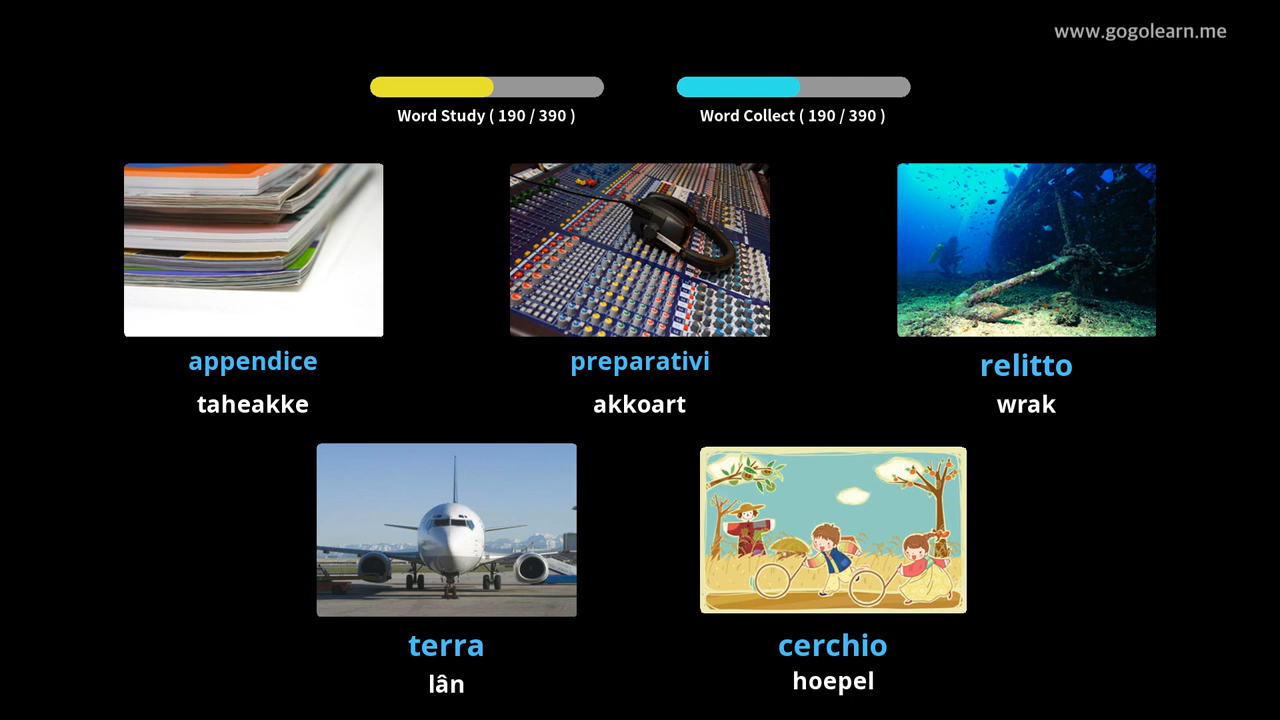 www.gogolearn.me
Word Study ( 190 / 390 )
Word Collect ( 190 / 390 )
appendice
taheakke
preparativi
akkoart
relitto
wrak
terra
lân
cerchio
hoepel